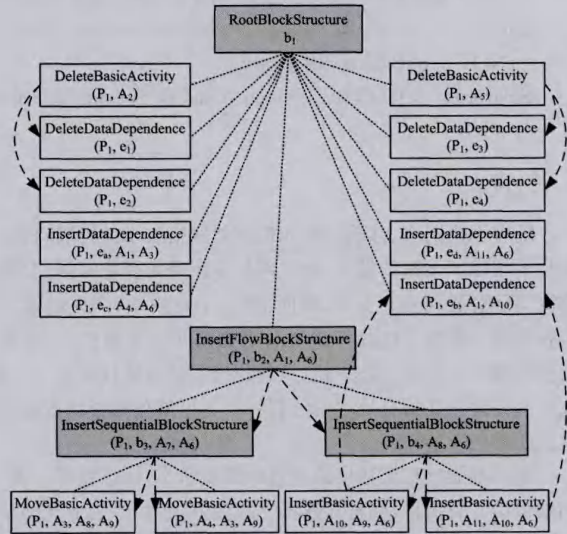 RootBlockStructure
b₁
DeleteBasicActivity
(P₁, A₂)
DeleteBasicActivity
(P₁, A₅)
DeleteDataDependence
(P₁, e₁)
DeleteDataDependence
(P₁, e₃)
DeleteDataDependence
(P₁, e₂)
DeleteDataDependence
(P₁, e₄)
InsertDataDependence
(P₁, eₐ, A₁, A₃)
InsertDataDependence
(P₁, e_d, A₁₁, A₆)
InsertDataDependence
(P₁, e_c, A₄, A₆)
InsertDataDependence
(P₁, e_b, A₁, A₁₀)
InsertFlowBlockStructure
(P₁, b₂, A₁, A₆)
InsertSequentialBlockStructure
(P₁, b₃, A₇, A₆)
InsertSequentialBlockStructure
(P₁, b₄, A₈, A₆)
MoveBasicActivity
(P₁, A₃, A₈, A₉)
MoveBasicActivity
(P₁, A₄, A₃, A₉)
InsertBasicActivity
(P₁, A₁₀, A₉, A₆)
InsertBasicActivity
(P₁, A₁₁, A₁₀, A₆)